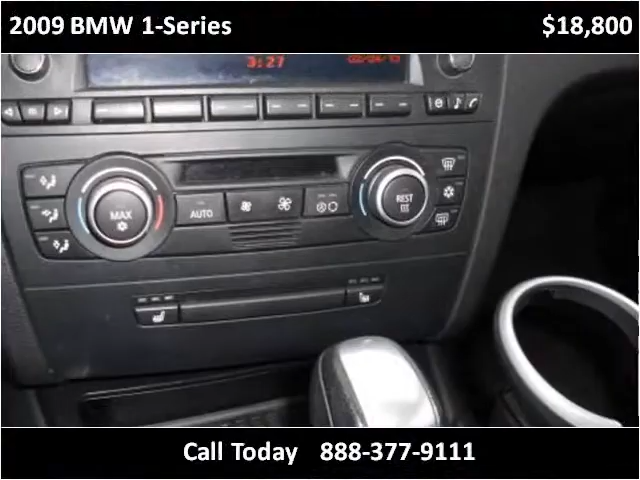 2009 BMW 1-Series $18,800
3:27
MAX
AUTO
REST
Call Today 888-377-9111